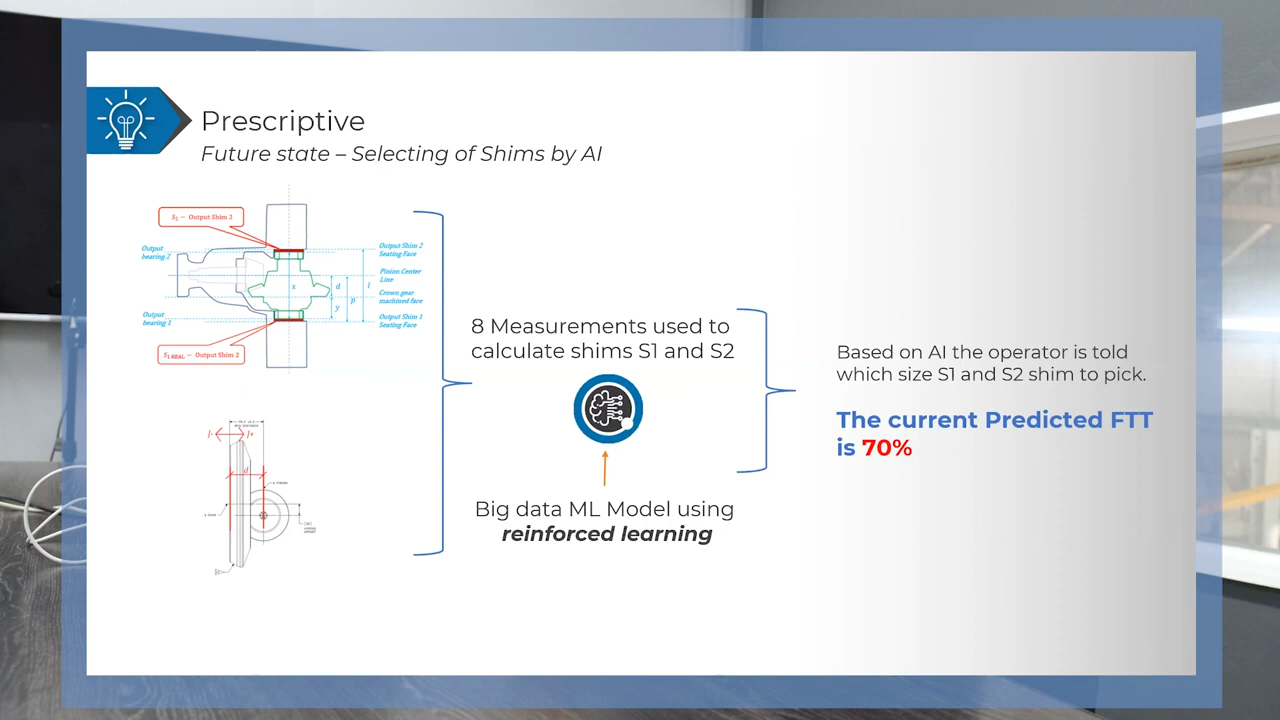 Prescriptive
Future state – Selecting of Shims by AI
S₂ – Output Shim 2
Output
bearing 2
Output Shim 2
Seating Face
Pinion Center
Line
Crown gear
machined face
Output Shim 1
Seating Face
Output
bearing 1
x
d
y
p
l
S₁ REAL – Output Shim 2
J-
J+
d
8 Measurements used to
calculate shims S1 and S2
Big data ML Model using
reinforced learning
Based on AI the operator is told
which size S1 and S2 shim to pick.
The current Predicted FTT
is 70%